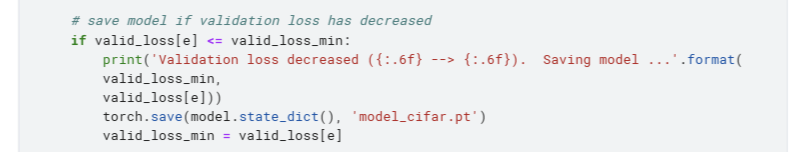 # save model if validation loss has decreased
if valid_loss[e] <= valid_loss_min:
print('Validation loss decreased ({:.6f} --> {:.6f}).  Saving model ...'.format(
valid_loss_min,
valid_loss[e]))
torch.save(model.state_dict(), 'model_cifar.pt')
valid_loss_min = valid_loss[e]